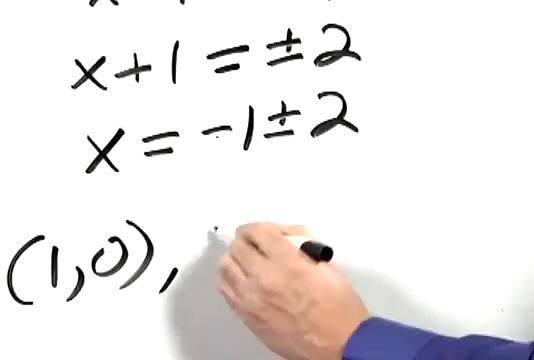 x+1 = ±2
x = -1±2
(1,0),